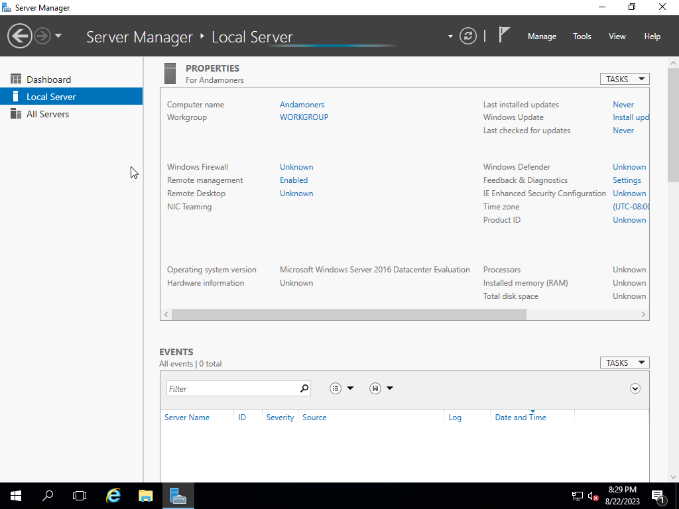 Server Manager
Server Manager • Local Server
Manage Tools View Help
Dashboard
Local Server
All Servers
PROPERTIES
For Andamoners
TASKS
Computer name Andamoners Last installed updates Never
Workgroup WORKGROUP Windows Update Install upd
Last checked for updates Never
Windows Firewall Unknown Windows Defender Unknown
Remote management Enabled Feedback & Diagnostics Settings
Remote Desktop Unknown IE Enhanced Security Configuration Unknown
NIC Teaming Time zone (UTC-08:00
Product ID Unknown
Operating system version Microsoft Windows Server 2016 Datacenter Evaluation Processors Unknown
Hardware information Unknown Installed memory (RAM) Unknown
Total disk space Unknown
EVENTS
All events | 0 total
TASKS
Filter
Server Name ID Severity Source Log Date and Time
8:29 PM
8/22/2023
1